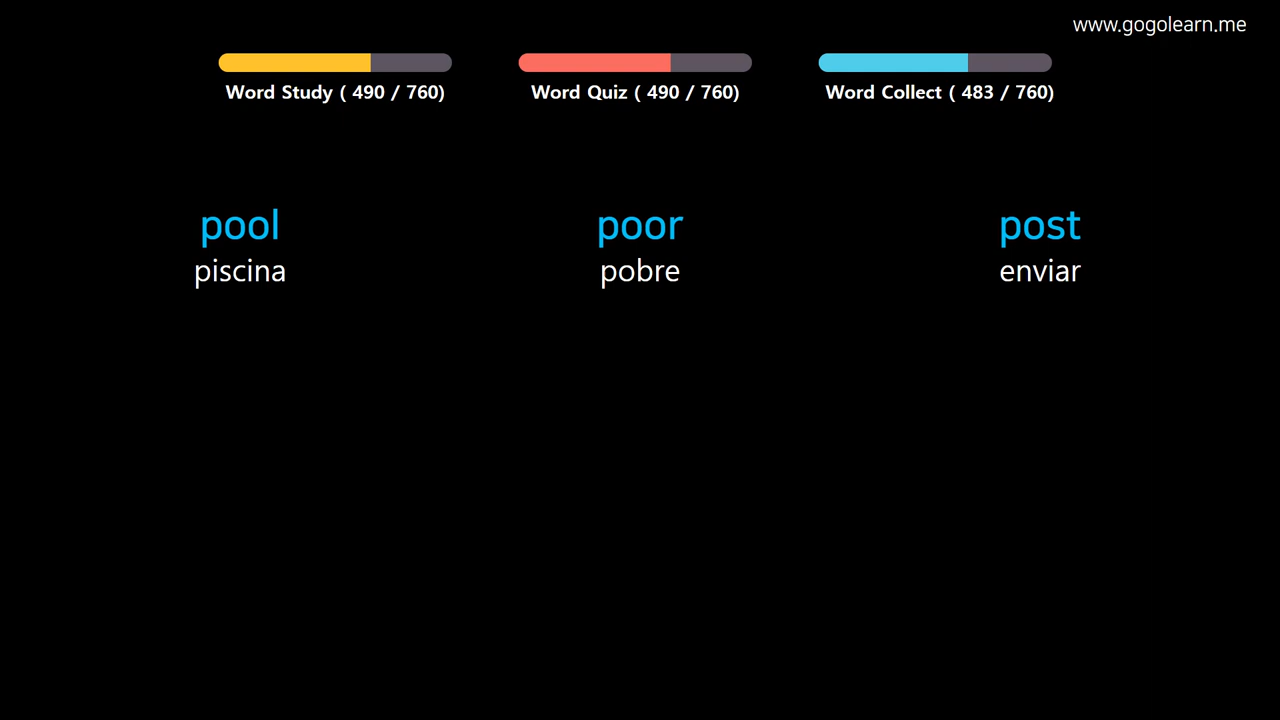 www.gogolearn.me
Word Study ( 490 / 760)
Word Quiz ( 490 / 760)
Word Collect ( 483 / 760)
pool
piscina
poor
pobre
post
enviar